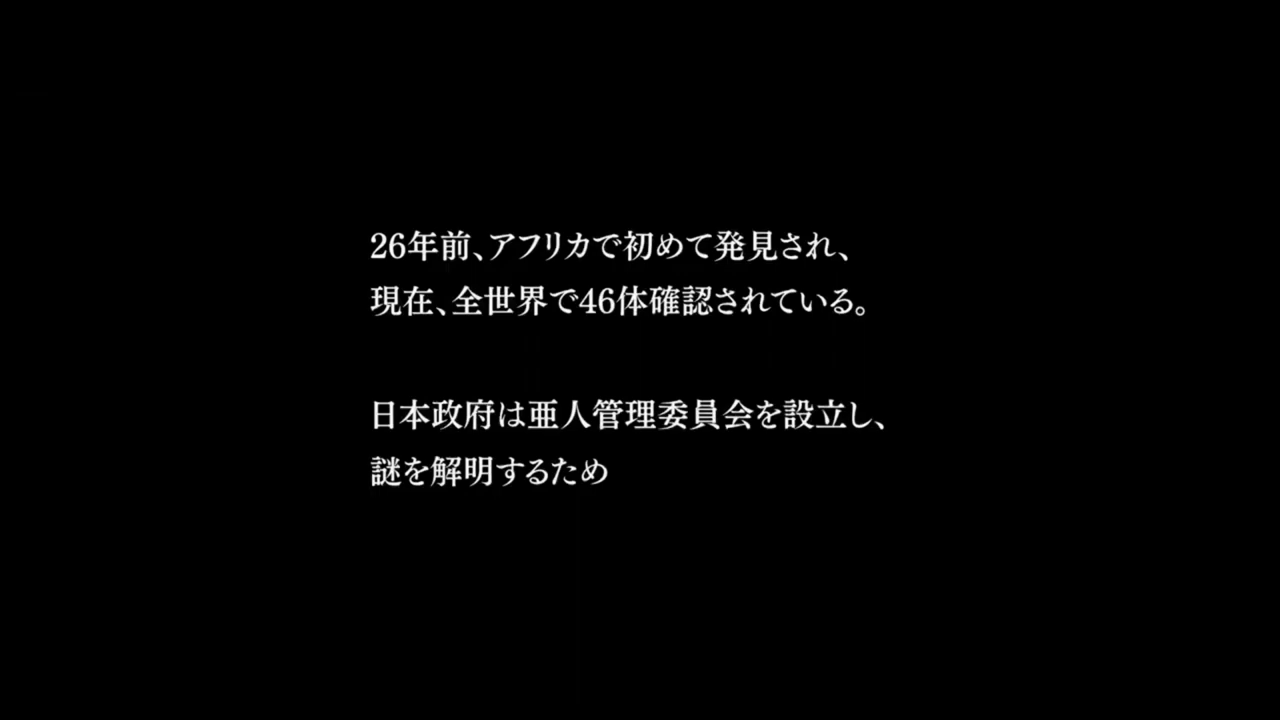 26年前、アフリカで初めて発見され、
現在、全世界で46体確認されている。
日本政府は亜人管理委員会を設立し、
謎を解明するため